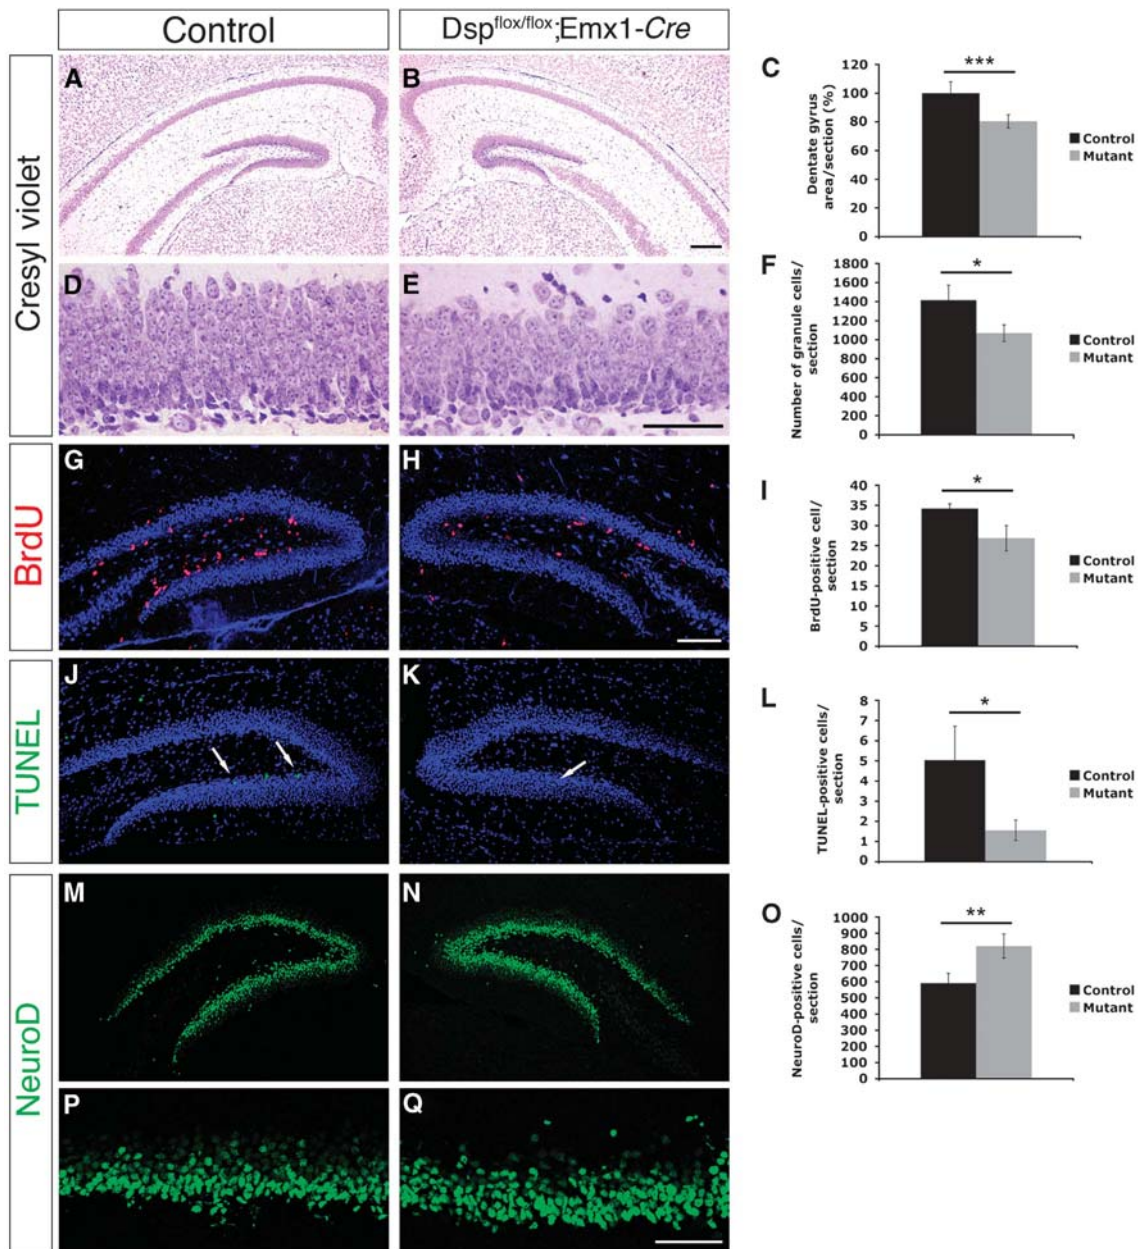 Control
Dspflox/flox;Emx1-Cre
Cresyl violet
A
B
C
Dentate gyrus
area/section (%)
120
100
80
60
40
20
0
***
Control
Mutant
D
E
F
Number of granule cells/
section
1800
1600
1400
1200
1000
800
600
400
200
0
*
Control
Mutant
BrdU
G
H
I
BrdU-positive cell/
section
40
35
30
25
20
15
10
5
0
*
Control
Mutant
TUNEL
J
K
L
TUNEL-positive cells/
section
8
7
6
5
4
3
2
1
0
*
Control
Mutant
NeuroD
M
N
O
NeuroD-positive cells/
section
1000
900
800
700
600
500
400
300
200
100
0
**
Control
Mutant
P
Q